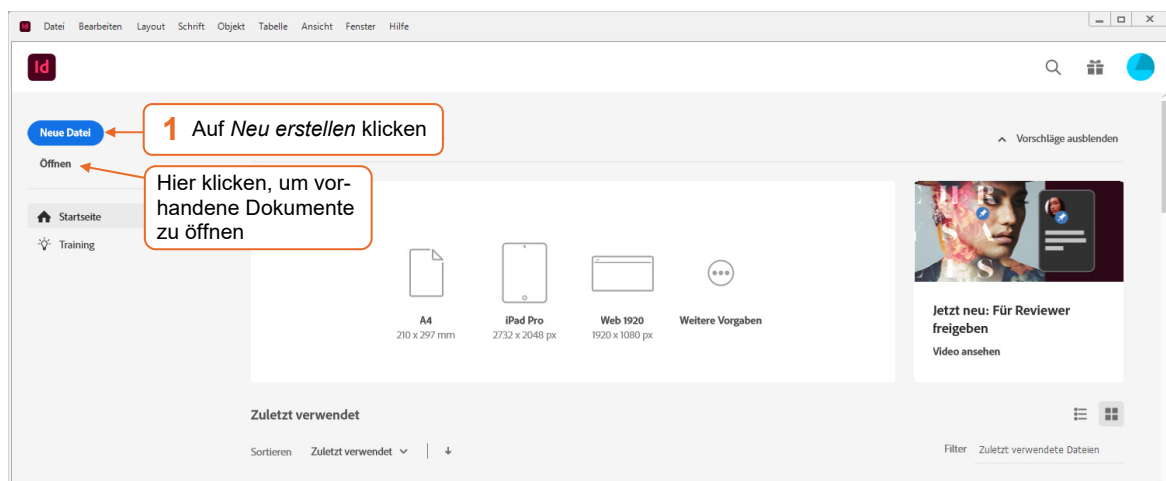 Id Datei Bearbeiten Layout Schrift Objekt Tabelle Ansicht Fenster Hilfe
Id
Neue Datei
1 Auf Neu erstellen klicken
Vorschläge ausblenden
Öffnen
Hier klicken, um vor-
handene Dokumente
zu öffnen
Startseite
Training
A4
210 x 297 mm
iPad Pro
2732 x 2048 px
Web 1920
1920 x 1080 px
Weitere Vorgaben
Jetzt neu: Für Reviewer
freigeben
Video ansehen
Zuletzt verwendet
Sortieren Zuletzt verwendet
Filter Zuletzt verwendete Dateien